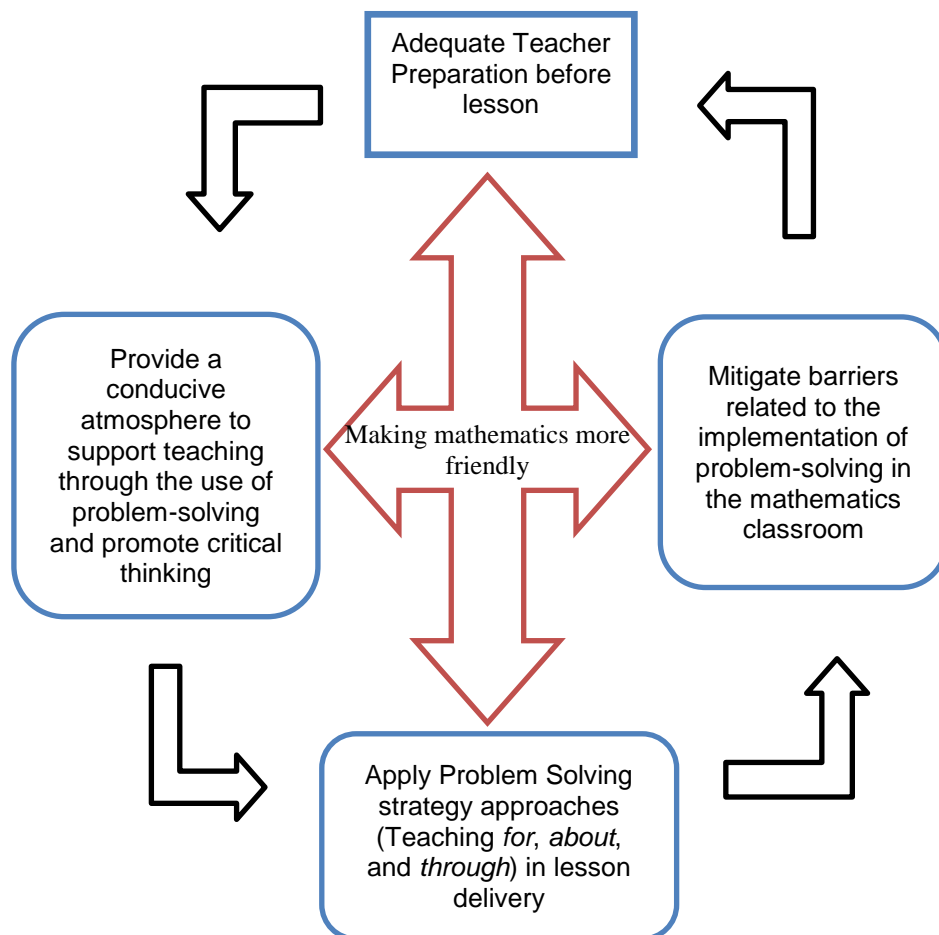 Adequate Teacher
Preparation before
lesson
Provide a
conducive
atmosphere to
support teaching
through the use of
problem-solving
and promote critical
thinking
Making mathematics more
friendly
Mitigate barriers
related to the
implementation of
problem-solving in
the mathematics
classroom
Apply Problem Solving
strategy approaches
(Teaching for, about,
and through) in lesson
delivery